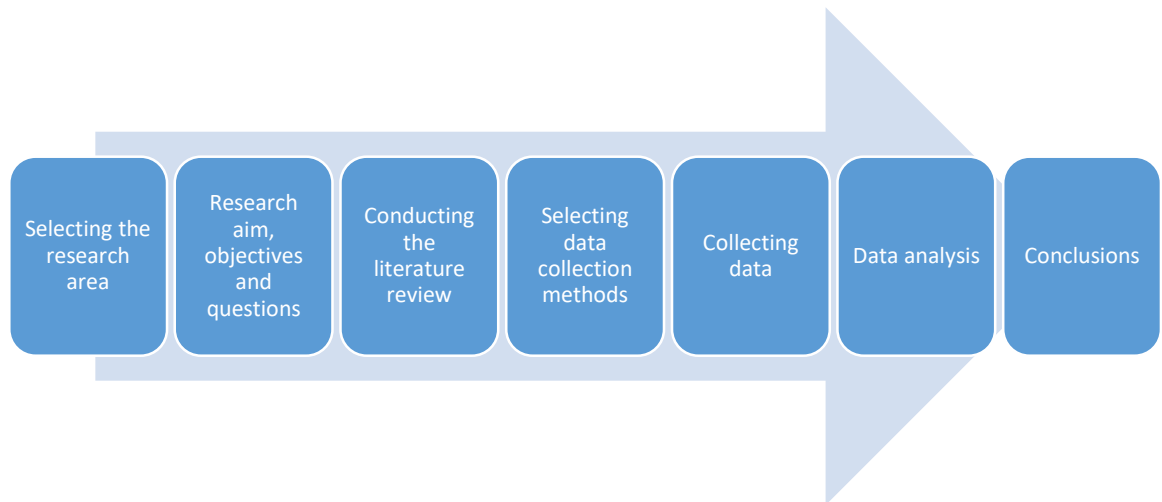 Selecting the
research
area
Research
aim,
objectives
and
questions
Conducting
the
literature
review
Selecting
data
collection
methods
Collecting
data
Data analysis
Conclusions